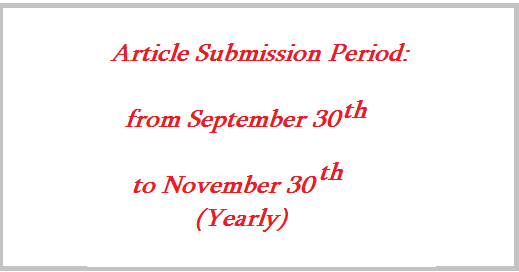 Article Submission Period:
from September 30th
to November 30th
(Yearly)